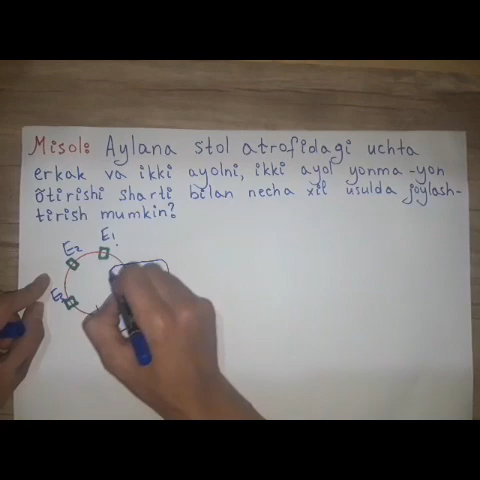 Misol: Aylana stol atrofidagi uchta
erkak va ikki ayolni, ikki ayol yonma-yon
õtirishi sharti bilan necha xil usulda joylash-
tirish mumkin?
E1
E2
E3